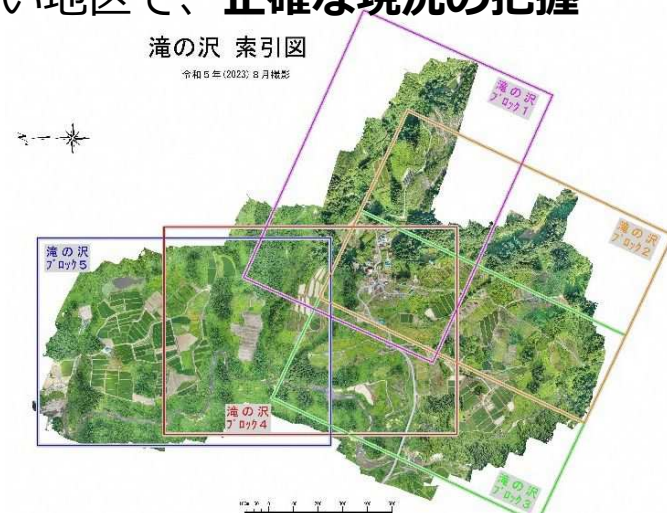 い地区で、正確な現況の把握
滝の沢 索引図
令和5年(2023)8月撮影
滝の沢
ブロック1
滝の沢
ブロック2
滝の沢
ブロック5
滝の沢
ブロック4
滝の沢
ブロック3